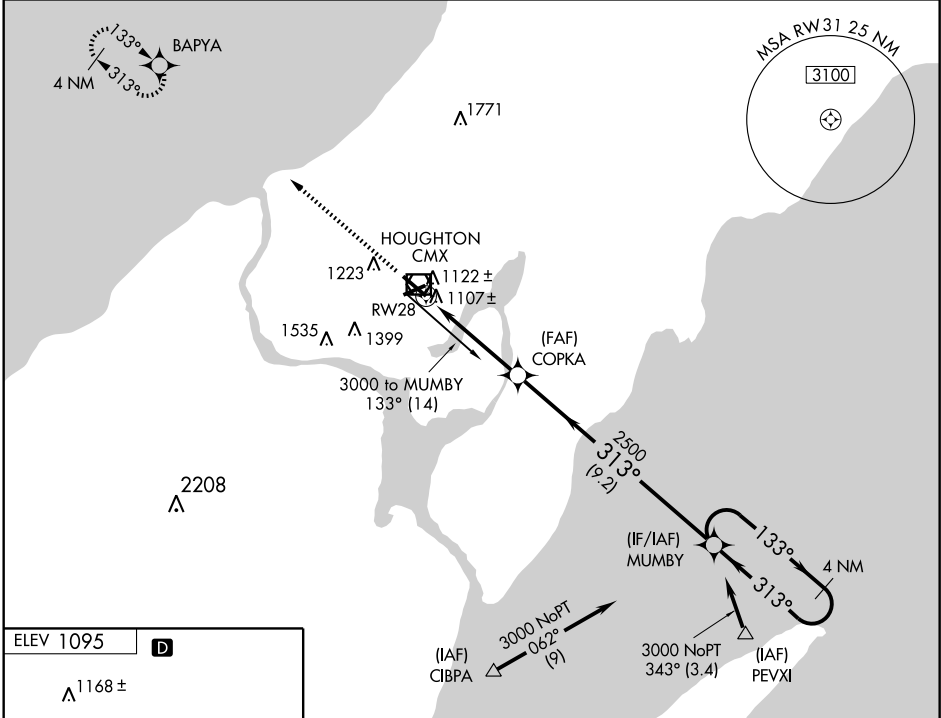 133°
BAPYA
4 NM
313°
MSA RW31 25 NM
3100
1771
HOUGHTON
CMX
1223
1122 ±
1107 ±
RW28
1535
1399
(FAF)
COPKA
3000 to MUMBY
133° (14)
2500
313°
(9.2)
2208
(IF/IAF)
MUMBY
133°
4 NM
313°
3000 NoPT
062°
(9)
(IAF)
CIBPA
3000 NoPT
343° (3.4)
(IAF)
PEVXI
ELEV 1095
D
1168 ±